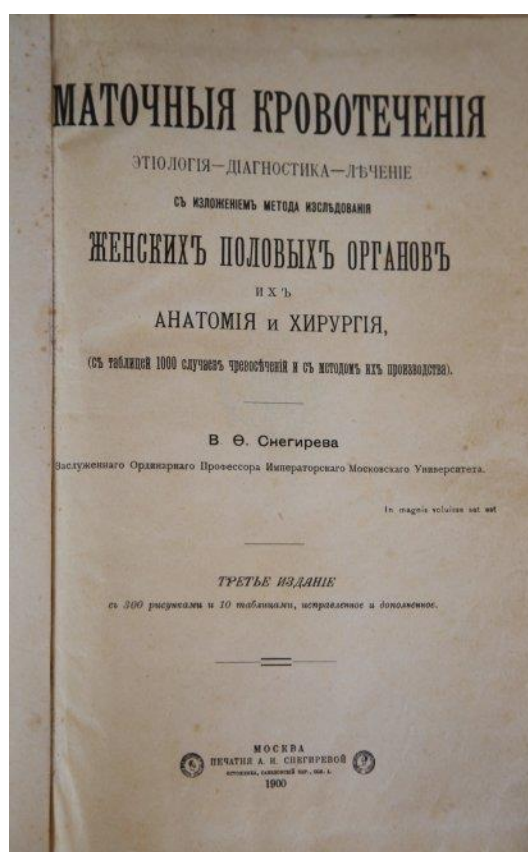 МАТОЧНЫЯ КРОВОТЕЧЕНІЯ
ЭТІОЛОГІЯ—ДІАГНОСТИКА—ЛѢЧЕНІЕ
СЪ ИЗЛОЖЕНІЕМЪ МЕТОДА ИЗСЛѢДОВАНІЯ
ЖЕНСКИХЪ ПОЛОВЫХЪ ОРГАНОВЪ
ИХЪ
АНАТОМІЯ и ХИРУРГІЯ,
(съ таблицей 1000 случаевъ чревосѣченій и съ методомъ ихъ производства).
В Ѳ. Снегирева
Заслуженнаго Ординарнаго Профессора Императорскаго Московскаго Университета.
In magnis voluisse sat est
ТРЕТЬЕ ИЗДАНІЕ
съ 300 рисунками и 10 таблицами, исправленное и дополненное.
МОСКВА
ПЕЧАТНЯ А. И. СНЕГИРЕВОЙ
1900